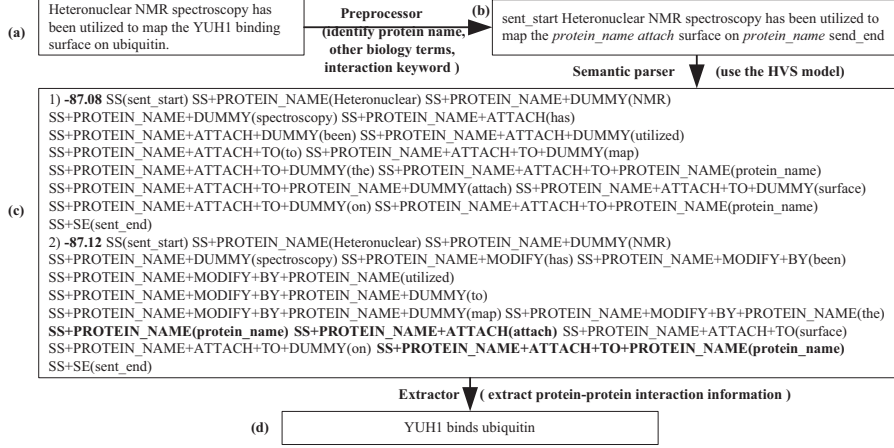 Heteronuclear NMR spectroscopy has
been utilized to map the YUH1 binding
surface on ubiquitin.
(a)
Preprocessor
(identify protein name,
other biology terms,
interaction keyword )
(b)
sent_start Heteronuclear NMR spectroscopy has been utilized to
map the protein_name attach surface on protein_name send_end
Semantic parser (use the HVS model)
(c)
1) -87.08 SS(sent_start) SS+PROTEIN_NAME(Heteronuclear) SS+PROTEIN_NAME+DUMMY(NMR)
SS+PROTEIN_NAME+DUMMY(spectroscopy) SS+PROTEIN_NAME+ATTACH(has)
SS+PROTEIN_NAME+ATTACH+DUMMY(been) SS+PROTEIN_NAME+ATTACH+DUMMY(utilized)
SS+PROTEIN_NAME+ATTACH+TO(to) SS+PROTEIN_NAME+ATTACH+TO+DUMMY(map)
SS+PROTEIN_NAME+ATTACH+TO+DUMMY(the) SS+PROTEIN_NAME+ATTACH+TO+PROTEIN_NAME(protein_name)
SS+PROTEIN_NAME+ATTACH+TO+PROTEIN_NAME+DUMMY(attach) SS+PROTEIN_NAME+ATTACH+TO+DUMMY(surface)
SS+PROTEIN_NAME+ATTACH+TO+DUMMY(on) SS+PROTEIN_NAME+ATTACH+TO+PROTEIN_NAME(protein_name)
SS+SE(sent_end)
2) -87.12 SS(sent_start) SS+PROTEIN_NAME(Heteronuclear) SS+PROTEIN_NAME+DUMMY(NMR)
SS+PROTEIN_NAME+DUMMY(spectroscopy) SS+PROTEIN_NAME+MODIFY(has) SS+PROTEIN_NAME+MODIFY+BY(been)
SS+PROTEIN_NAME+MODIFY+BY+PROTEIN_NAME(utilized)
SS+PROTEIN_NAME+MODIFY+BY+PROTEIN_NAME+DUMMY(to)
SS+PROTEIN_NAME+MODIFY+BY+PROTEIN_NAME+DUMMY(map) SS+PROTEIN_NAME+MODIFY+BY+PROTEIN_NAME(the)
SS+PROTEIN_NAME(protein_name) SS+PROTEIN_NAME+ATTACH(attach) SS+PROTEIN_NAME+ATTACH+TO(surface)
SS+PROTEIN_NAME+ATTACH+TO+DUMMY(on) SS+PROTEIN_NAME+ATTACH+TO+PROTEIN_NAME(protein_name)
SS+SE(sent_end)
Extractor ( extract protein-protein interaction information )
(d)
YUH1 binds ubiquitin